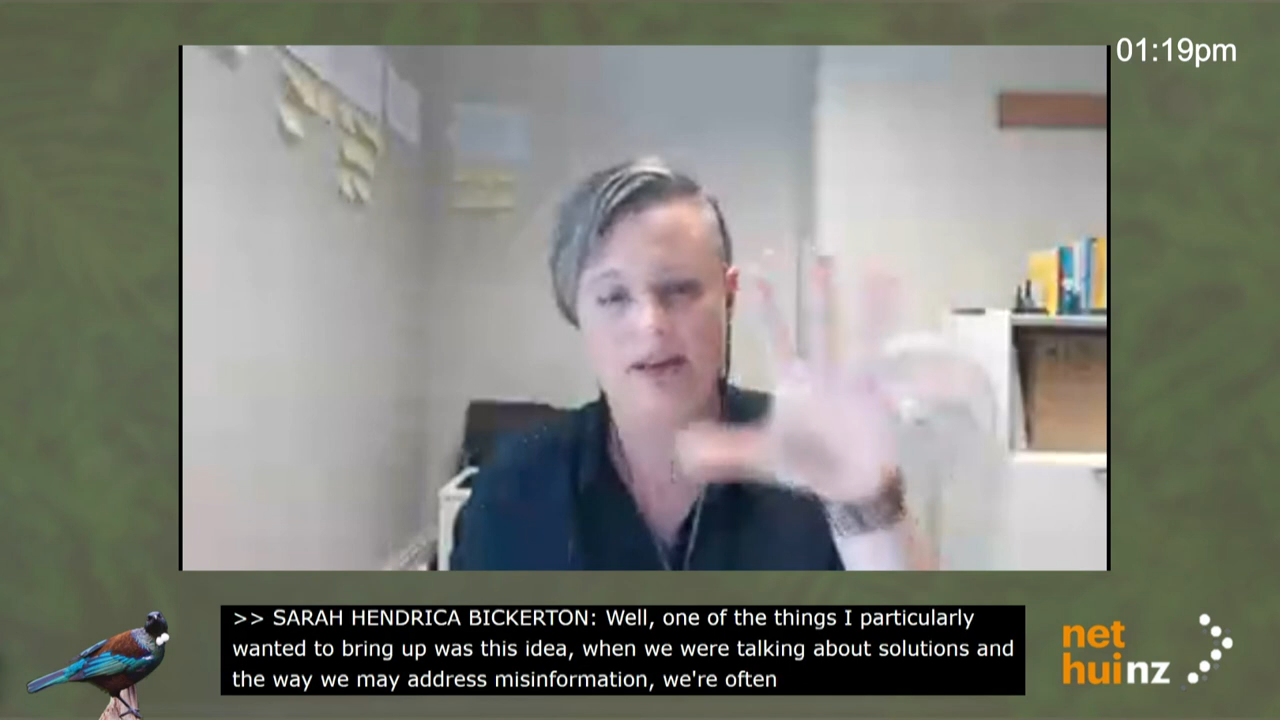 01:19pm
>> SARAH HENDRICA BICKERTON: Well, one of the things I particularly
wanted to bring up was this idea, when we were talking about solutions and
the way we may address misinformation, we're often
net
huinz